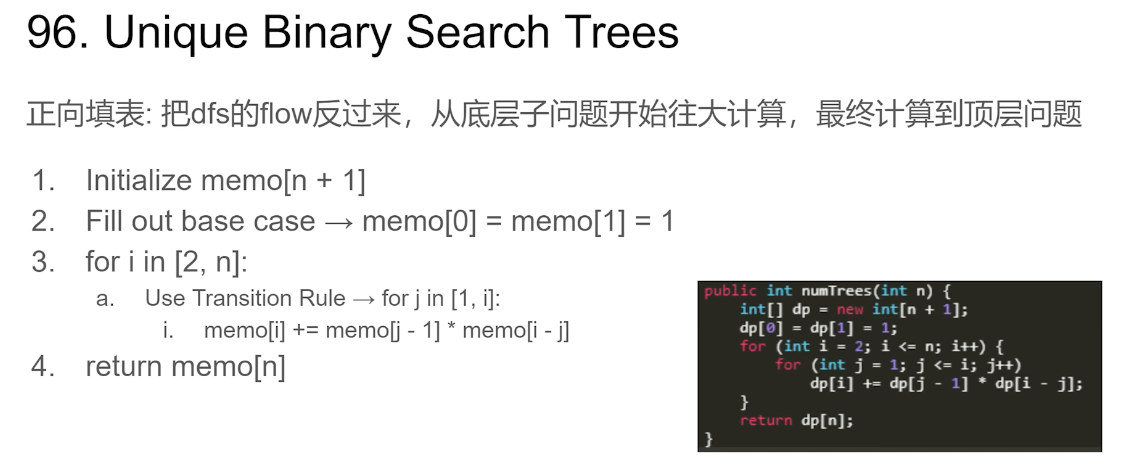 96. Unique Binary Search Trees
正向填表: 把dfs的flow反过来，从底层子问题开始往大计算，最终计算到顶层问题
1. Initialize memo[n + 1]
2. Fill out base case → memo[0] = memo[1] = 1
3. for i in [2, n]:
a. Use Transition Rule → for j in [1, i]:
i. memo[i] += memo[j - 1] * memo[i - j]
4. return memo[n]
public int numTrees(int n) {
int[] dp = new int[n + 1];
dp[0] = dp[1] = 1;
for (int i = 2; i <= n; i++) {
for (int j = 1; j <= i; j++)
dp[i] += dp[j - 1] * dp[i - j];
}
return dp[n];
}